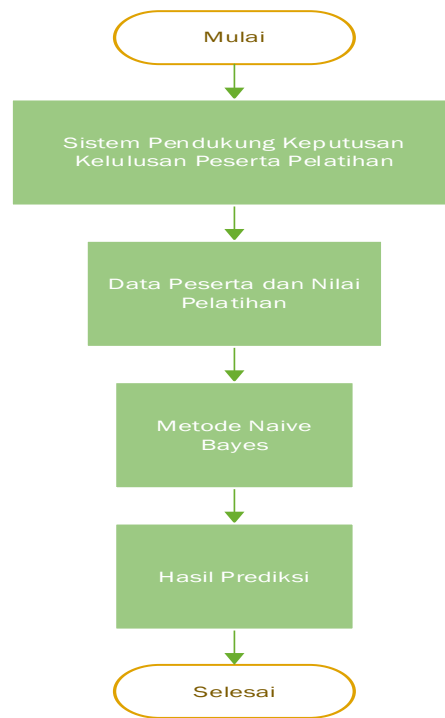 Mulai
Sistem Pendukung Keputusan
Kelulusan Peserta Pelatihan
Data Peserta dan Nilai
Pelatihan
Metode Naive
Bayes
Hasil Prediksi
Selesai